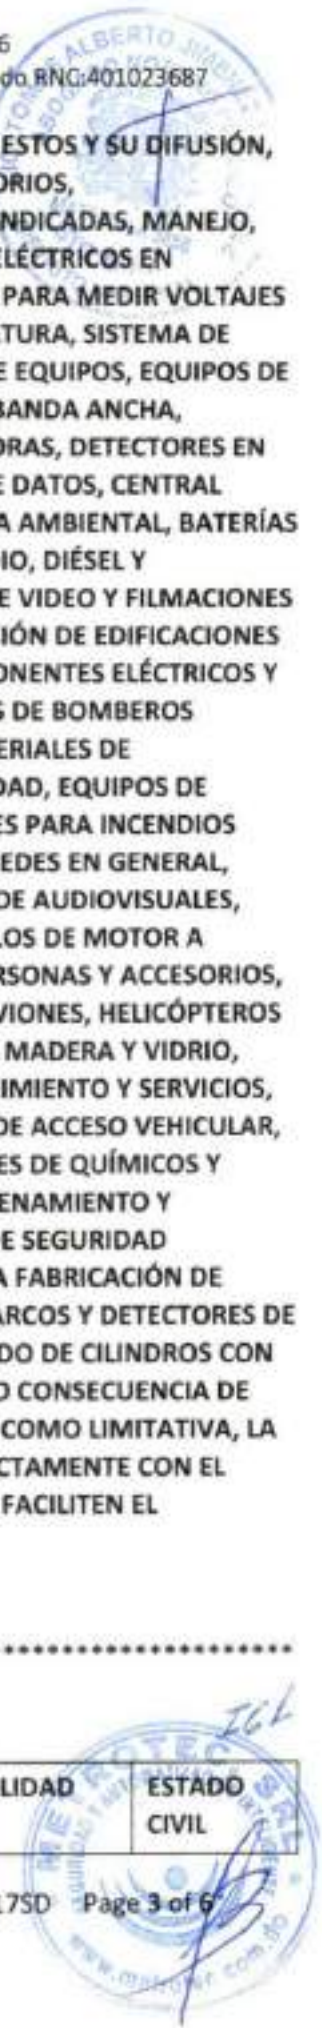 6
do RNC:401023687
ESTOS Y SU DIFUSIÓN,
ORIOS,
NDICADAS, MANEJO,
ELÉCTRICOS EN
PARA MEDIR VOLTAJES
TURA, SISTEMA DE
E EQUIPOS, EQUIPOS DE
BANDA ANCHA,
ORAS, DETECTORES EN
E DATOS, CENTRAL
A AMBIENTAL, BATERÍAS
IO, DIÉSEL Y
E VIDEO Y FILMACIONES
IÓN DE EDIFICACIONES
ONENTES ELÉCTRICOS Y
S DE BOMBEROS
ERIALES DE
DAD, EQUIPOS DE
ES PARA INCENDIOS
EDES EN GENERAL,
DE AUDIOVISUALES,
LOS DE MOTOR A
RSONAS Y ACCESORIOS,
VIONES, HELICÓPTEROS
MADERA Y VIDRIO,
IMIENTO Y SERVICIOS,
DE ACCESO VEHICULAR,
ES DE QUÍMICOS Y
ENAMIENTO Y
DE SEGURIDAD
A FABRICACIÓN DE
ARCOS Y DETECTORES DE
DO DE CILINDROS CON
O CONSECUENCIA DE
COMO LIMITATIVA, LA
CTAMENTE CON EL
FACILITEN EL
********************
LIDAD ESTADO
CIVIL
METROTEC SRL
17SD Page 3 of 6